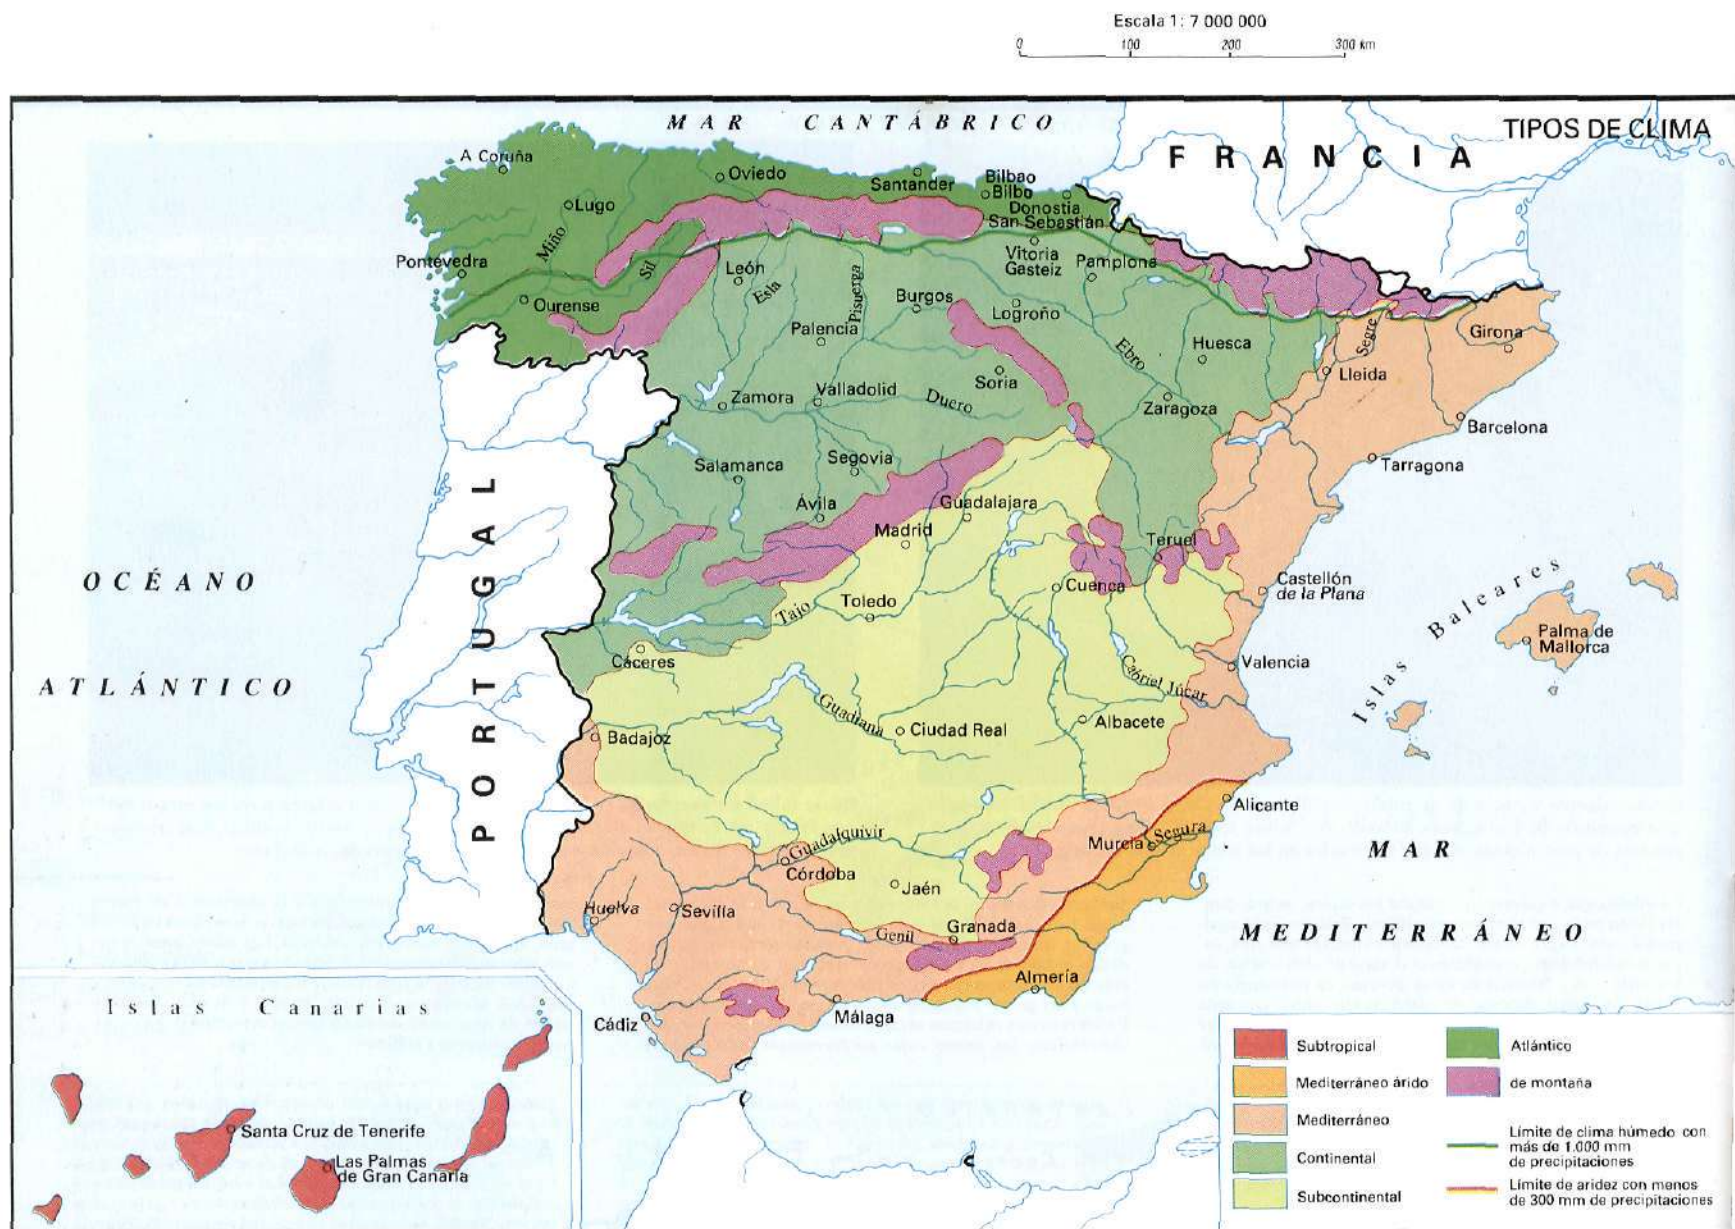 Escala 1: 7 000 000
0 100 200 300 km
TIPOS DE CLIMA
MAR CANTÁBRICO
FRANCIA
A Coruña
Oviedo
Santander
Bilbao
Bilbo
Donostia
San Sebastián
Lugo
Miño
Sil
Pontevedra
Ourense
León
Esla
Pisuerga
Vitoria
Gasteiz
Pamplona
Burgos
Logroño
Palencia
Ebro
Huesca
Segre
Girona
Soria
Lleida
Zamora
Valladolid
Duero
Zaragoza
Barcelona
Tarragona
Salamanca
Segovia
Ávila
Guadalajara
Madrid
Teruel
PORTUGAL
OCÉANO
ATLÁNTICO
Cuenca
Castellón
de la Plana
Tajo
Toledo
Islas Baleares
Palma de
Mallorca
Cáceres
Cabriel
Júcar
Valencia
Guadiana
Badajoz
Ciudad Real
Albacete
Alicante
Guadalquivir
Murcia
Segura
Córdoba
Jaén
MAR
MEDITERRÁNEO
Huelva
Sevilla
Genil
Granada
Almería
Cádiz
Málaga
Islas Canarias
Santa Cruz de Tenerife
Las Palmas
de Gran Canaria
Subtropical
Mediterráneo árido
Mediterráneo
Continental
Subcontinental
Atlántico
de montaña
Límite de clima húmedo con
más de 1.000 mm
de precipitaciones
Límite de aridez con menos
de 300 mm de precipitaciones